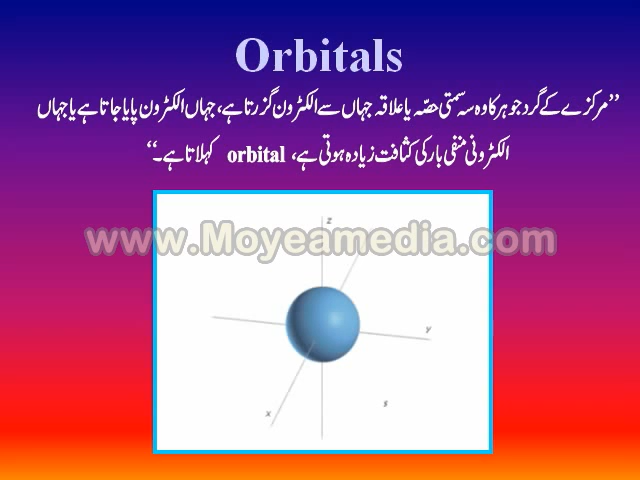 Orbitals
”مرکزے کے گرد جوہر کا وہ سہ سمتی حصّہ یا علاقہ جہاں سے الکٹرون گزرتا ہے، جہاں الکٹرون پایا جاتا ہے یا جہاں
الکٹرونی منفی بار کی کثافت زیادہ ہوتی ہے، orbital کہلاتا ہے۔“
www.Moyeamedia.com
z
y
x
s